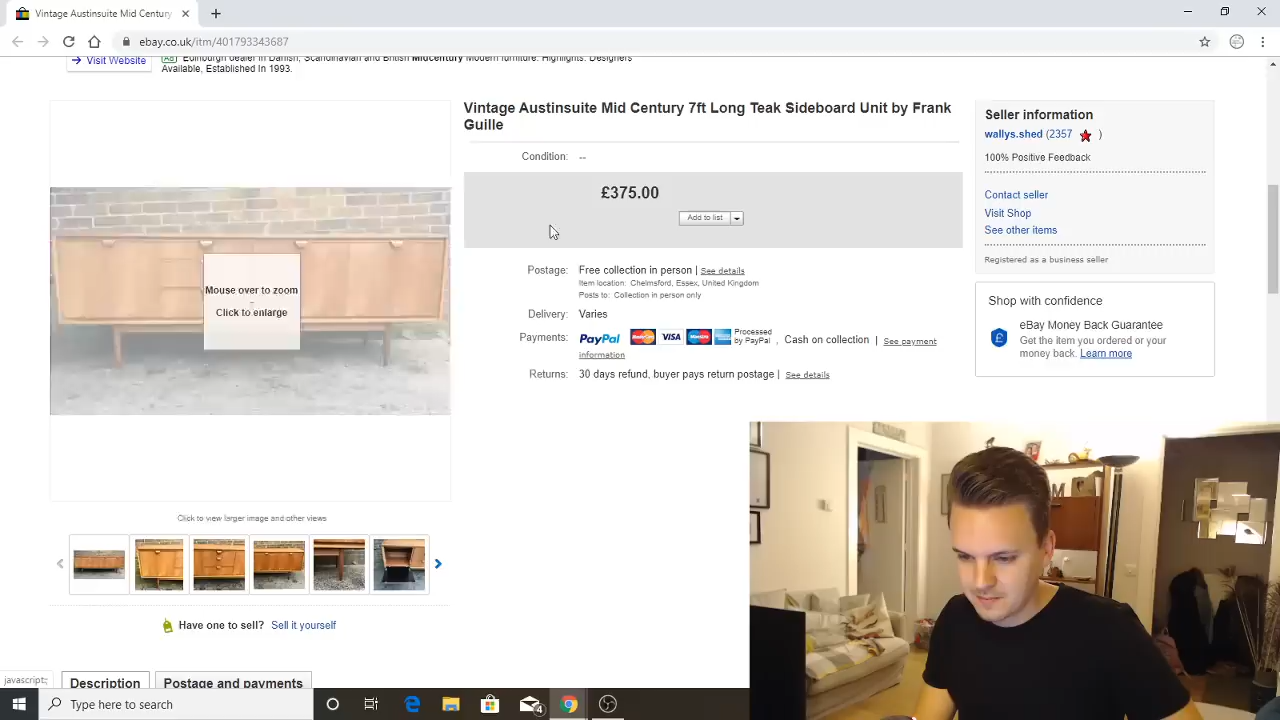 Vintage Austinsuite Mid Century
ebay.co.uk/itm/401793343687
Visit Website
Ad Edinburgh dealer in Danish, Scandinavian and British Midcentury Modern furniture. Highlights: Designers
Available, Established In 1993.
Vintage Austinsuite Mid Century 7ft Long Teak Sideboard Unit by Frank
Guille
Condition: --
£375.00
Add to list
Postage: Free collection in person | See details
Item location: Chelmsford, Essex, United Kingdom
Posts to: Collection in person only
Delivery: Varies
Payments: PayPal VISA Processed
by PayPal , Cash on collection | See payment
information
Returns: 30 days refund, buyer pays return postage | See details
Seller information
wallys.shed (2357 )
100% Positive Feedback
Contact seller
Visit Shop
See other items
Registered as a business seller
Shop with confidence
£ eBay Money Back Guarantee
Get the item you ordered or your
money back. Learn more
Mouse over to zoom
–
Click to enlarge
Click to view larger image and other views
Have one to sell? Sell it yourself
Description Postage and payments
javascript:;
Type here to search
4
M